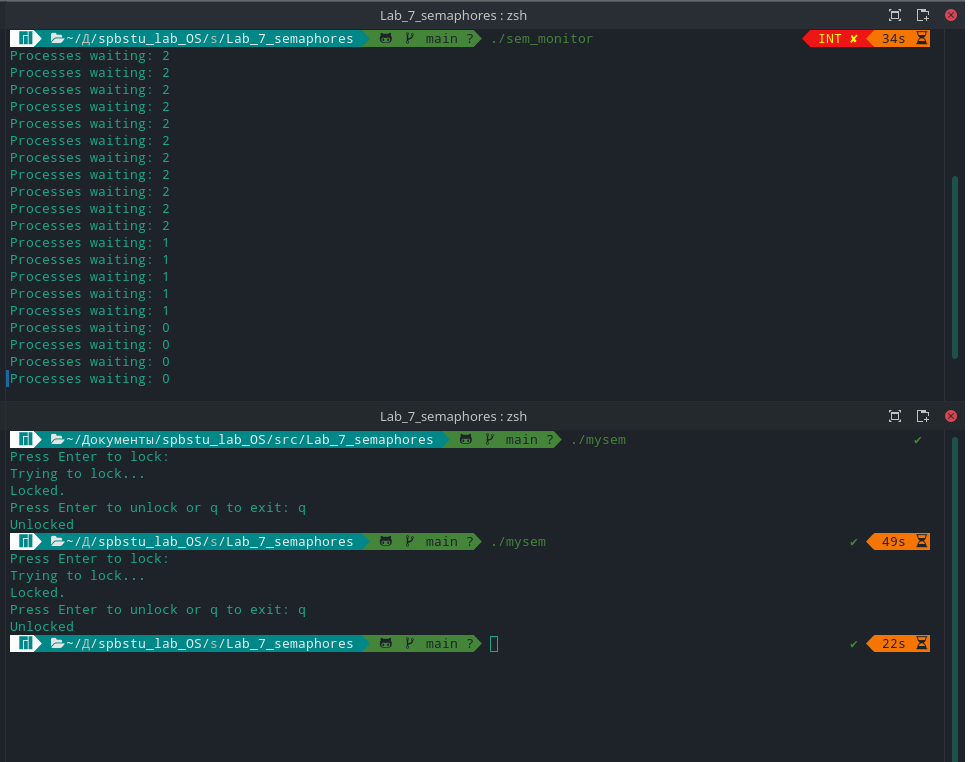 Lab_7_semaphores : zsh
~/Д/spbstu_lab_OS/s/Lab_7_semaphores main ? ./sem_monitor INT ✘ 34s
Processes waiting: 2
Processes waiting: 2
Processes waiting: 2
Processes waiting: 2
Processes waiting: 2
Processes waiting: 2
Processes waiting: 2
Processes waiting: 2
Processes waiting: 2
Processes waiting: 2
Processes waiting: 2
Processes waiting: 1
Processes waiting: 1
Processes waiting: 1
Processes waiting: 1
Processes waiting: 1
Processes waiting: 0
Processes waiting: 0
Processes waiting: 0
Processes waiting: 0
Lab_7_semaphores : zsh
~/Документы/spbstu_lab_OS/src/Lab_7_semaphores main ? ./mysem ✔
Press Enter to lock:
Trying to lock...
Locked.
Press Enter to unlock or q to exit: q
Unlocked
~/Д/spbstu_lab_OS/s/Lab_7_semaphores main ? ./mysem ✔ 49s
Press Enter to lock:
Trying to lock...
Locked.
Press Enter to unlock or q to exit: q
Unlocked
~/Д/spbstu_lab_OS/s/Lab_7_semaphores main ? ✔ 22s